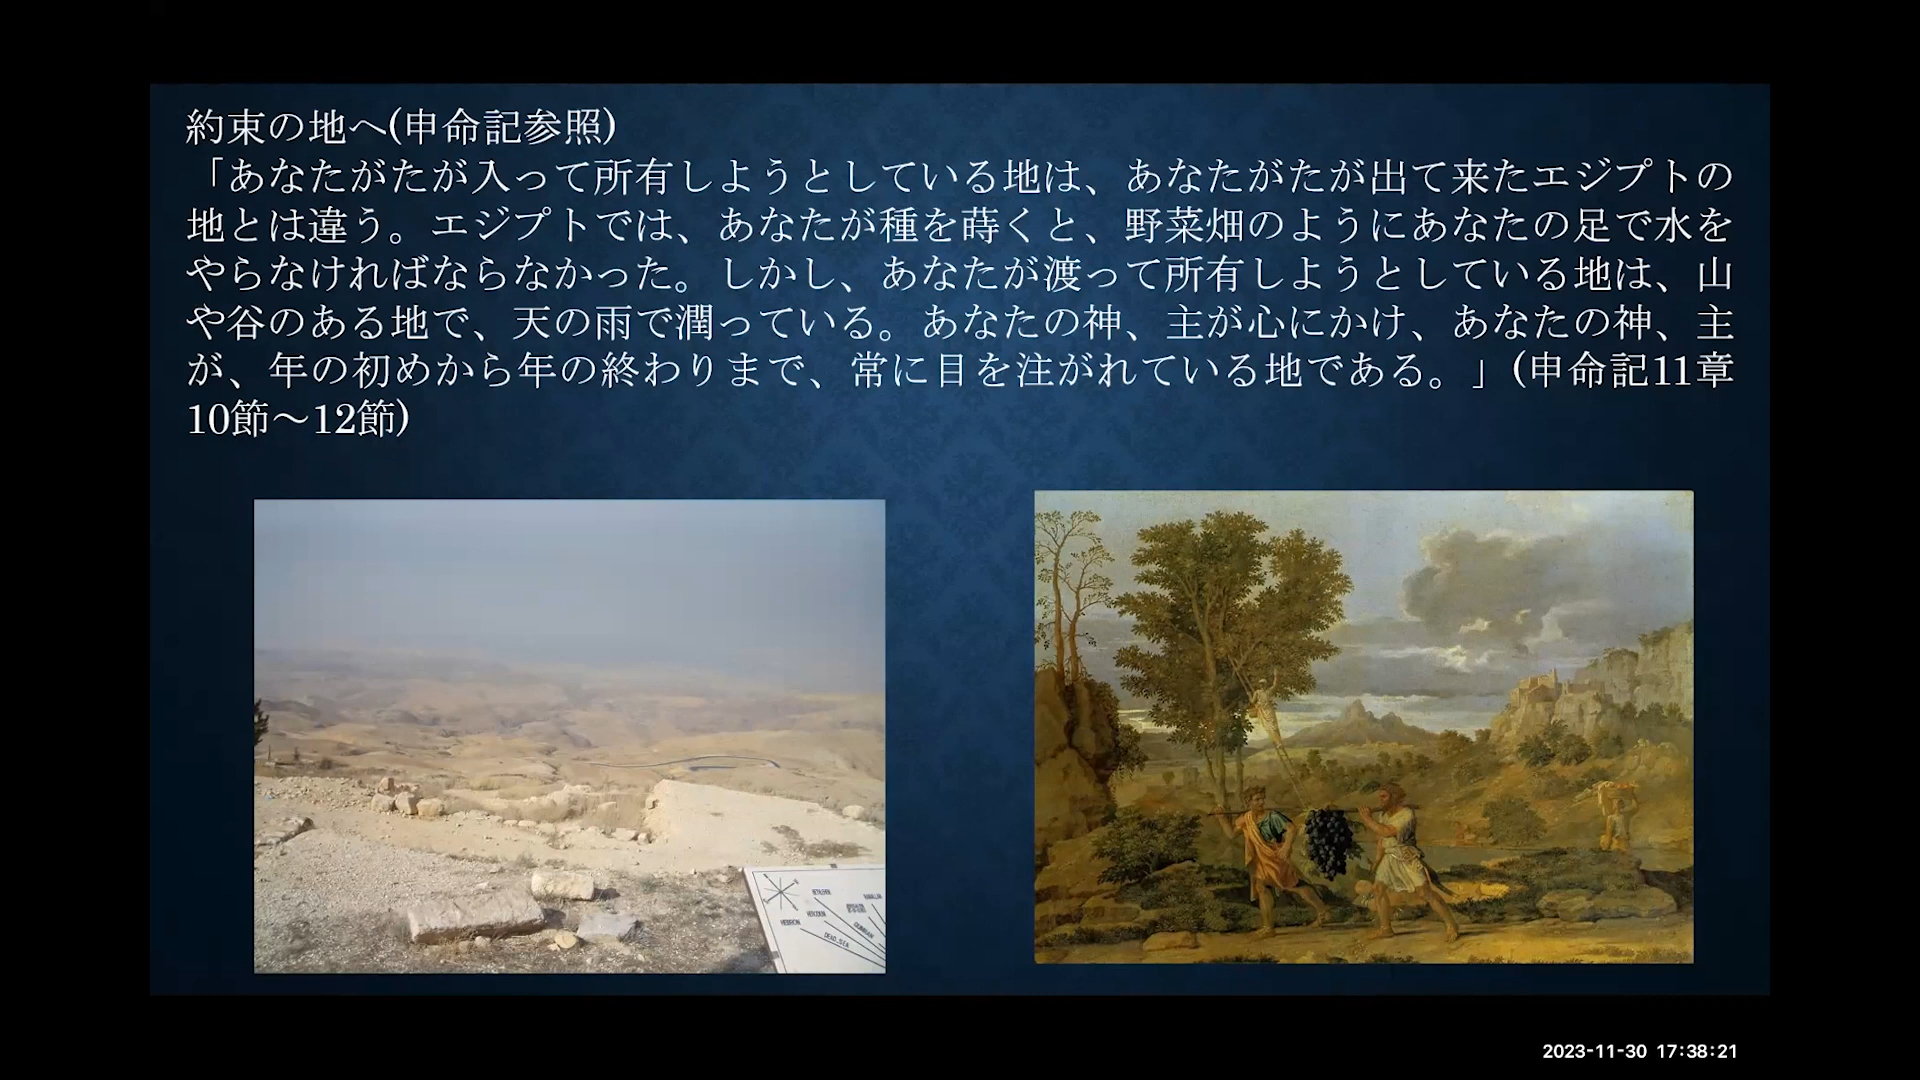 約束の地へ(申命記参照)
「あなたがたが入って所有しようとしている地は、あなたがたが出て来たエジプトの
地とは違う。エジプトでは、あなたが種を蒔くと、野菜畑のようにあなたの足で水を
やらなければならなかった。しかし、あなたが渡って所有しようとしている地は、山
や谷のある地で、天の雨で潤っている。あなたの神、主が心にかけ、あなたの神、主
が、年の初めから年の終わりまで、常に目を注がれている地である。」(申命記11章
10節～12節)
BETHLEHEM
RAMALLAH
HEBRON
HERODIUM
QUMRAN
DEAD SEA
2023-11-30 17:38:21